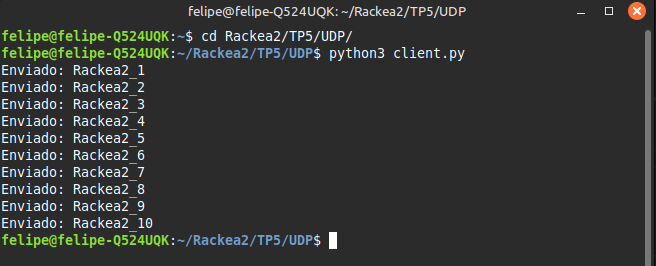 felipe@felipe-Q524UQK: ~/Rackea2/TP5/UDP
felipe@felipe-Q524UQK:~$ cd Rackea2/TP5/UDP/
felipe@felipe-Q524UQK:~/Rackea2/TP5/UDP$ python3 client.py
Enviado: Rackea2_1
Enviado: Rackea2_2
Enviado: Rackea2_3
Enviado: Rackea2_4
Enviado: Rackea2_5
Enviado: Rackea2_6
Enviado: Rackea2_7
Enviado: Rackea2_8
Enviado: Rackea2_9
Enviado: Rackea2_10
felipe@felipe-Q524UQK:~/Rackea2/TP5/UDP$